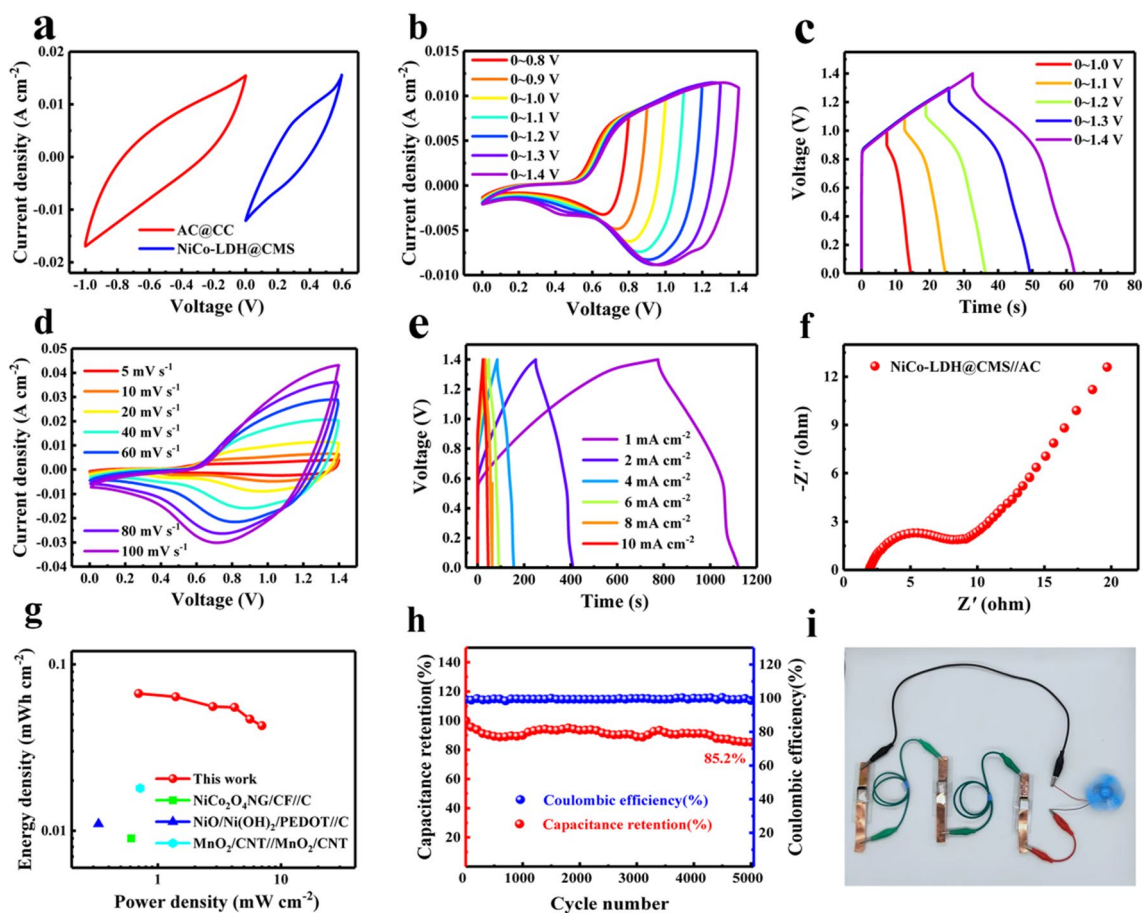 a
Current density (A cm⁻²)
0.02
0.01
0.00
-0.01
-0.02
AC@CC
NiCo-LDH@CMS
-1.0 -0.8 -0.6 -0.4 -0.2 0.0 0.2 0.4 0.6
Voltage (V)
b
Current density (A cm⁻²)
0.015
0.010
0.005
0.000
-0.005
-0.010
0~0.8 V
0~0.9 V
0~1.0 V
0~1.1 V
0~1.2 V
0~1.3 V
0~1.4 V
0.0 0.2 0.4 0.6 0.8 1.0 1.2 1.4
Voltage (V)
c
Voltage (V)
1.6
1.4
1.2
1.0
0.8
0.6
0.4
0.2
0.0
0~1.0 V
0~1.1 V
0~1.2 V
0~1.3 V
0~1.4 V
0 10 20 30 40 50 60 70 80
Time (s)
d
Current density (A cm⁻²)
0.05
0.04
0.03
0.02
0.01
0.00
-0.01
-0.02
-0.03
-0.04
5 mV s⁻¹
10 mV s⁻¹
20 mV s⁻¹
40 mV s⁻¹
60 mV s⁻¹
80 mV s⁻¹
100 mV s⁻¹
0.0 0.2 0.4 0.6 0.8 1.0 1.2 1.4
Voltage (V)
e
Voltage (V)
1.4
1.2
1.0
0.8
0.6
0.4
0.2
0.0
1 mA cm⁻²
2 mA cm⁻²
4 mA cm⁻²
6 mA cm⁻²
8 mA cm⁻²
10 mA cm⁻²
0 200 400 600 800 1000 1200
Time (s)
f
-Z″ (ohm)
12
9
6
3
0
NiCo-LDH@CMS//AC
0 5 10 15 20
Z′ (ohm)
g
Energy density (mWh cm⁻²)
0.1
0.01
This work
NiCo₂O₄NG/CF//C
NiO/Ni(OH)₂/PEDOT//C
MnO₂/CNT//MnO₂/CNT
1 10
Power density (mW cm⁻²)
h
Capacitance retention(%)
140
120
100
80
60
40
20
85.2%
Coulombic efficiency(%)
Capacitance retention(%)
0 1000 2000 3000 4000 5000
Cycle number
120
100
80
60
40
20
0
Coulombic efficiency(%)
i